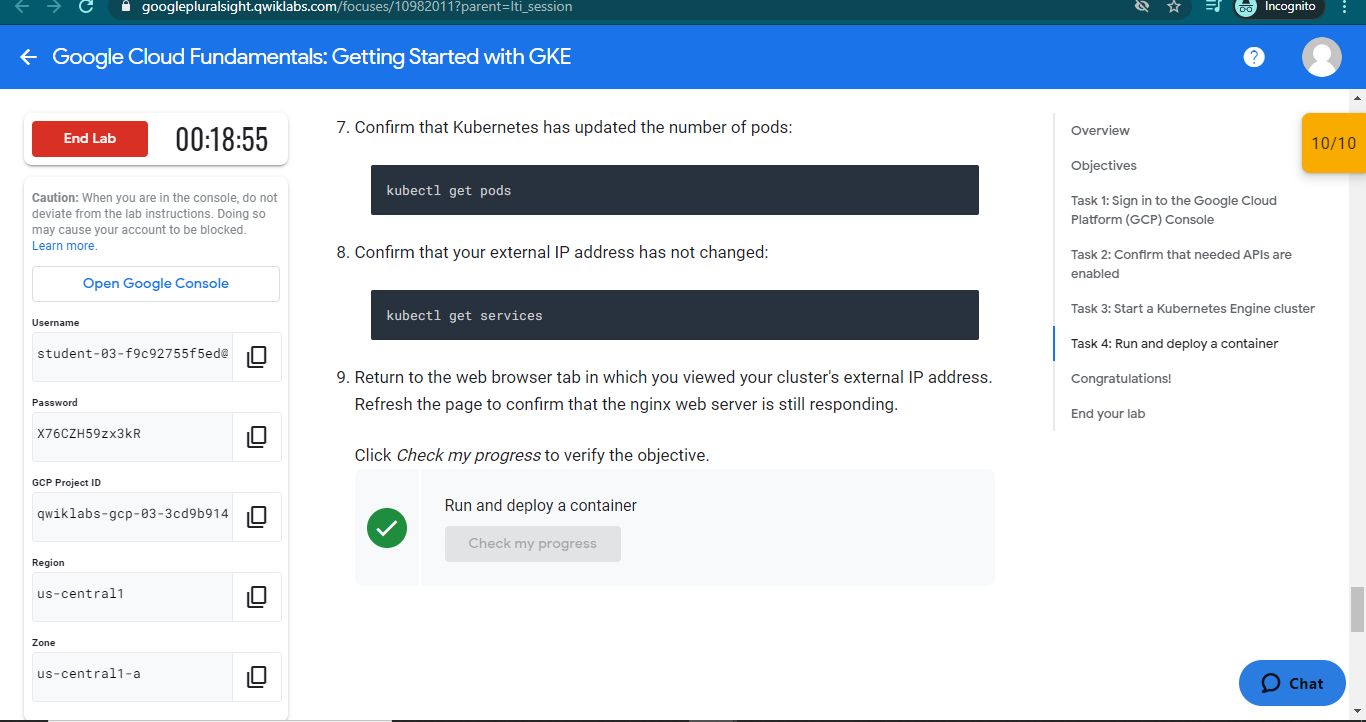 googlepluralsight.qwiklabs.com/focuses/10982011?parent=lti_session
Incognito
Google Cloud Fundamentals: Getting Started with GKE
?
End Lab
00:18:55
Caution: When you are in the console, do not
deviate from the lab instructions. Doing so
may cause your account to be blocked.
Learn more.
Open Google Console
Username
student-03-f9c92755f5ed@
Password
X76CZH59zx3kR
GCP Project ID
qwiklabs-gcp-03-3cd9b914
Region
us-central1
Zone
us-central1-a
7. Confirm that Kubernetes has updated the number of pods:
kubectl get pods
8. Confirm that your external IP address has not changed:
kubectl get services
9. Return to the web browser tab in which you viewed your cluster's external IP address.
Refresh the page to confirm that the nginx web server is still responding.
Click Check my progress to verify the objective.
Run and deploy a container
Check my progress
Overview
Objectives
Task 1: Sign in to the Google Cloud
Platform (GCP) Console
Task 2: Confirm that needed APIs are
enabled
Task 3: Start a Kubernetes Engine cluster
Task 4: Run and deploy a container
Congratulations!
End your lab
10/10
Chat